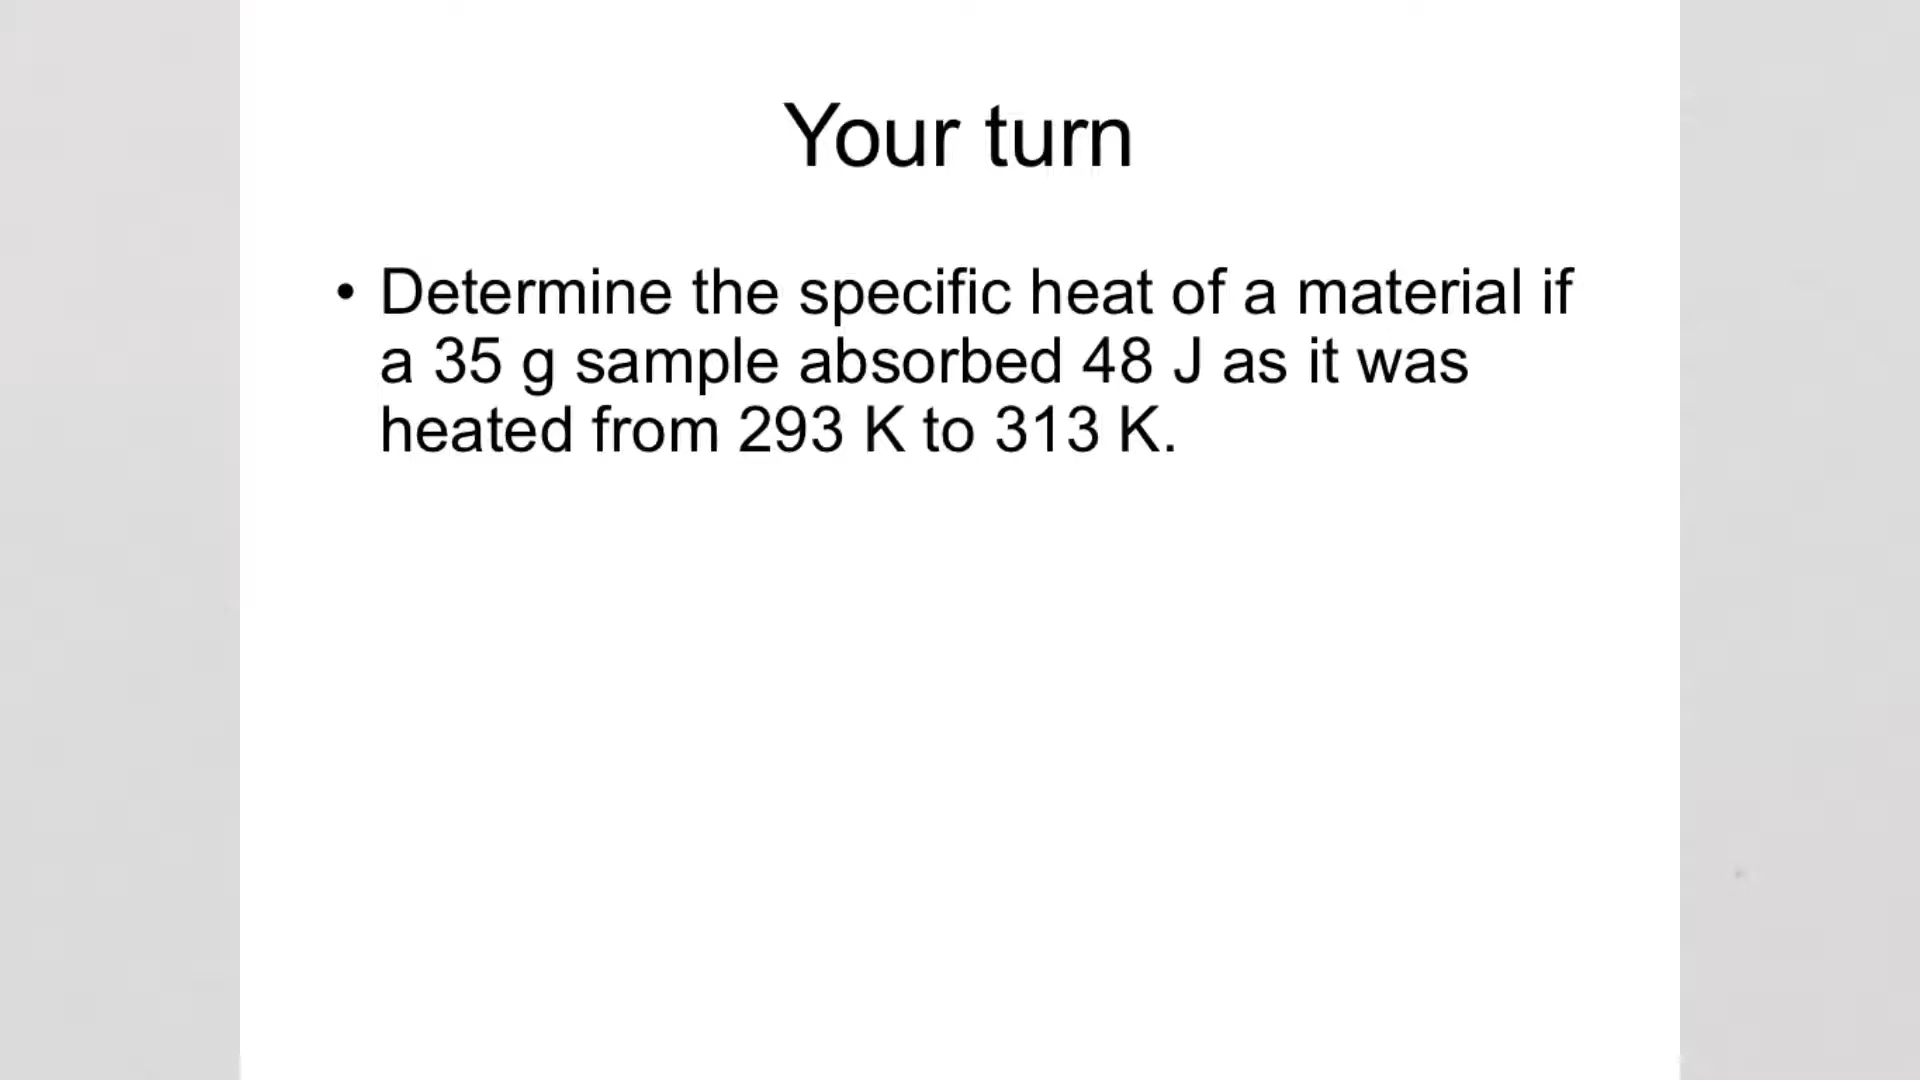 Your turn
• Determine the specific heat of a material if
a 35 g sample absorbed 48 J as it was
heated from 293 K to 313 K.